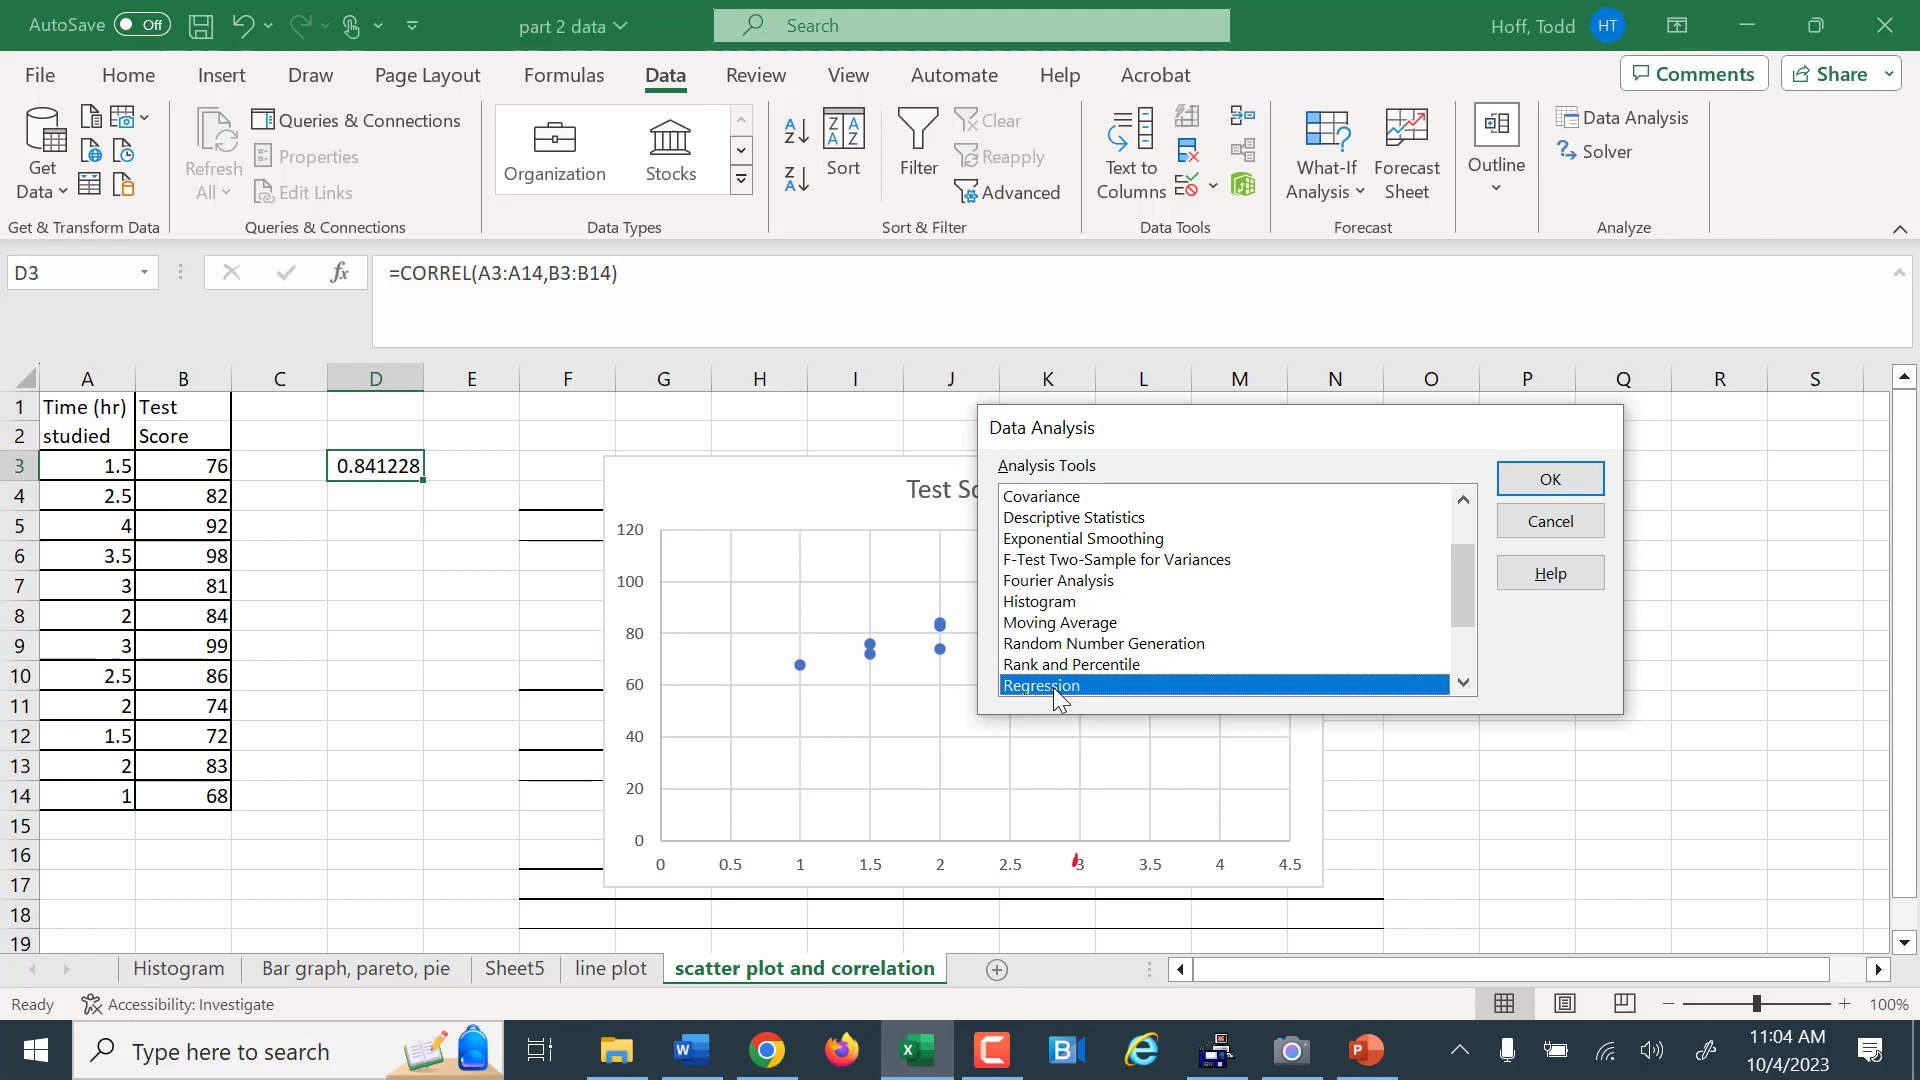 AutoSave Off part 2 data Search Hoff, Todd HT
File Home Insert Draw Page Layout Formulas Data Review View Automate Help Acrobat Comments Share
Get Data
Refresh All
Queries & Connections
Properties
Edit Links
Organization Stocks
Sort
Filter
Clear
Reapply
Advanced
Text to Columns
What-If Analysis
Forecast Sheet
Outline
Data Analysis
Solver
Get & Transform Data Queries & Connections Data Types Sort & Filter Data Tools Forecast Analyze
D3 fx =CORREL(A3:A14,B3:B14)
A B C D E F G H I J K L M N O P Q R S
1 Time (hr) Test
2 studied Score
3 1.5 76 0.841228
4 2.5 82
5 4 92
6 3.5 98
7 3 81
8 2 84
9 3 99
10 2.5 86
11 2 74
12 1.5 72
13 2 83
14 1 68
15
16
17
18
19
Test Sc
120
100
80
60
40
20
0
0 0.5 1 1.5 2 2.5 3 3.5 4 4.5
Data Analysis
Analysis Tools
Covariance
Descriptive Statistics
Exponential Smoothing
F-Test Two-Sample for Variances
Fourier Analysis
Histogram
Moving Average
Random Number Generation
Rank and Percentile
Regression
OK
Cancel
Help
Histogram Bar graph, pareto, pie Sheet5 line plot scatter plot and correlation
Ready Accessibility: Investigate 100%
Type here to search
11:04 AM
10/4/2023